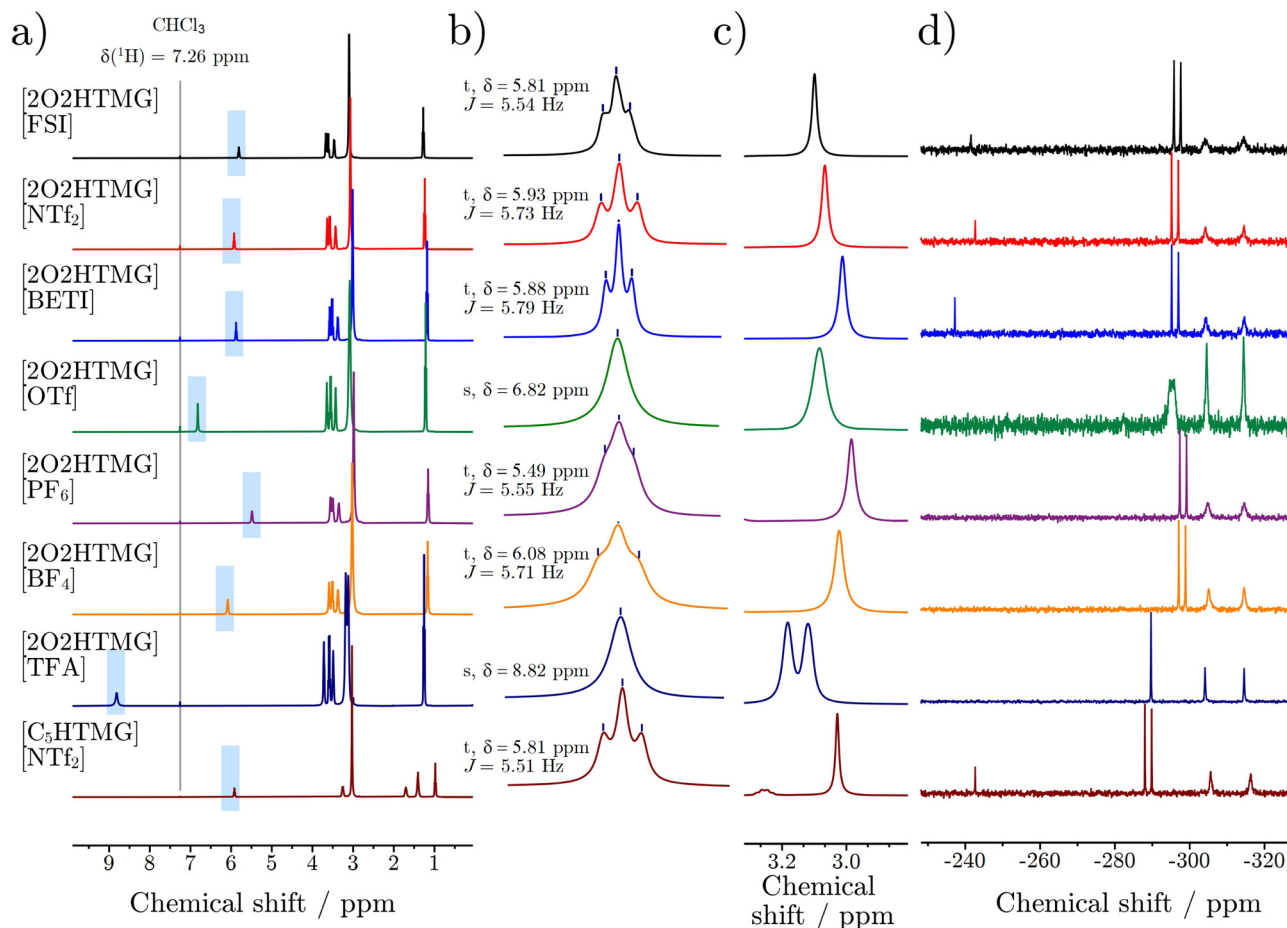 a)
CHCl₃
δ(¹H) = 7.26 ppm
[2O2HTMG]
[FSI]
[2O2HTMG]
[NTf₂]
[2O2HTMG]
[BETI]
[2O2HTMG]
[OTf]
[2O2HTMG]
[PF₆]
[2O2HTMG]
[BF₄]
[2O2HTMG]
[TFA]
[C₅HTMG]
[NTf₂]
9 8 7 6 5 4 3 2 1
Chemical shift / ppm
b)
t, δ = 5.81 ppm
J = 5.54 Hz
t, δ = 5.93 ppm
J = 5.73 Hz
t, δ = 5.88 ppm
J = 5.79 Hz
s, δ = 6.82 ppm
t, δ = 5.49 ppm
J = 5.55 Hz
t, δ = 6.08 ppm
J = 5.71 Hz
s, δ = 8.82 ppm
t, δ = 5.81 ppm
J = 5.51 Hz
c)
3.2 3.0
Chemical
shift / ppm
d)
-240 -260 -280 -300 -320
Chemical shift / ppm